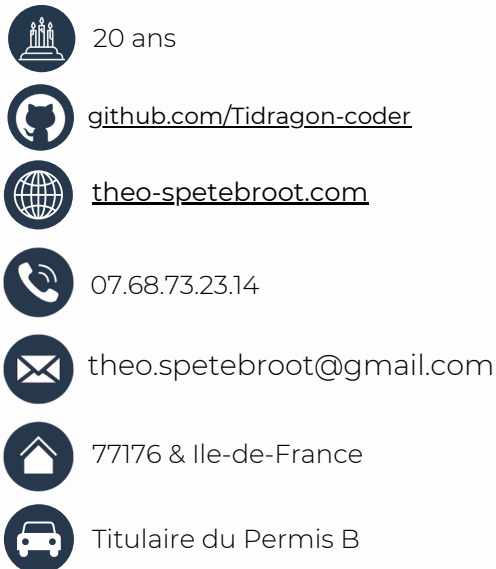 20 ans
github.com/Tidragon-coder
theo-spetebroot.com
07.68.73.23.14
theo.spetebroot@gmail.com
77176 & Ile-de-France
Titulaire du Permis B